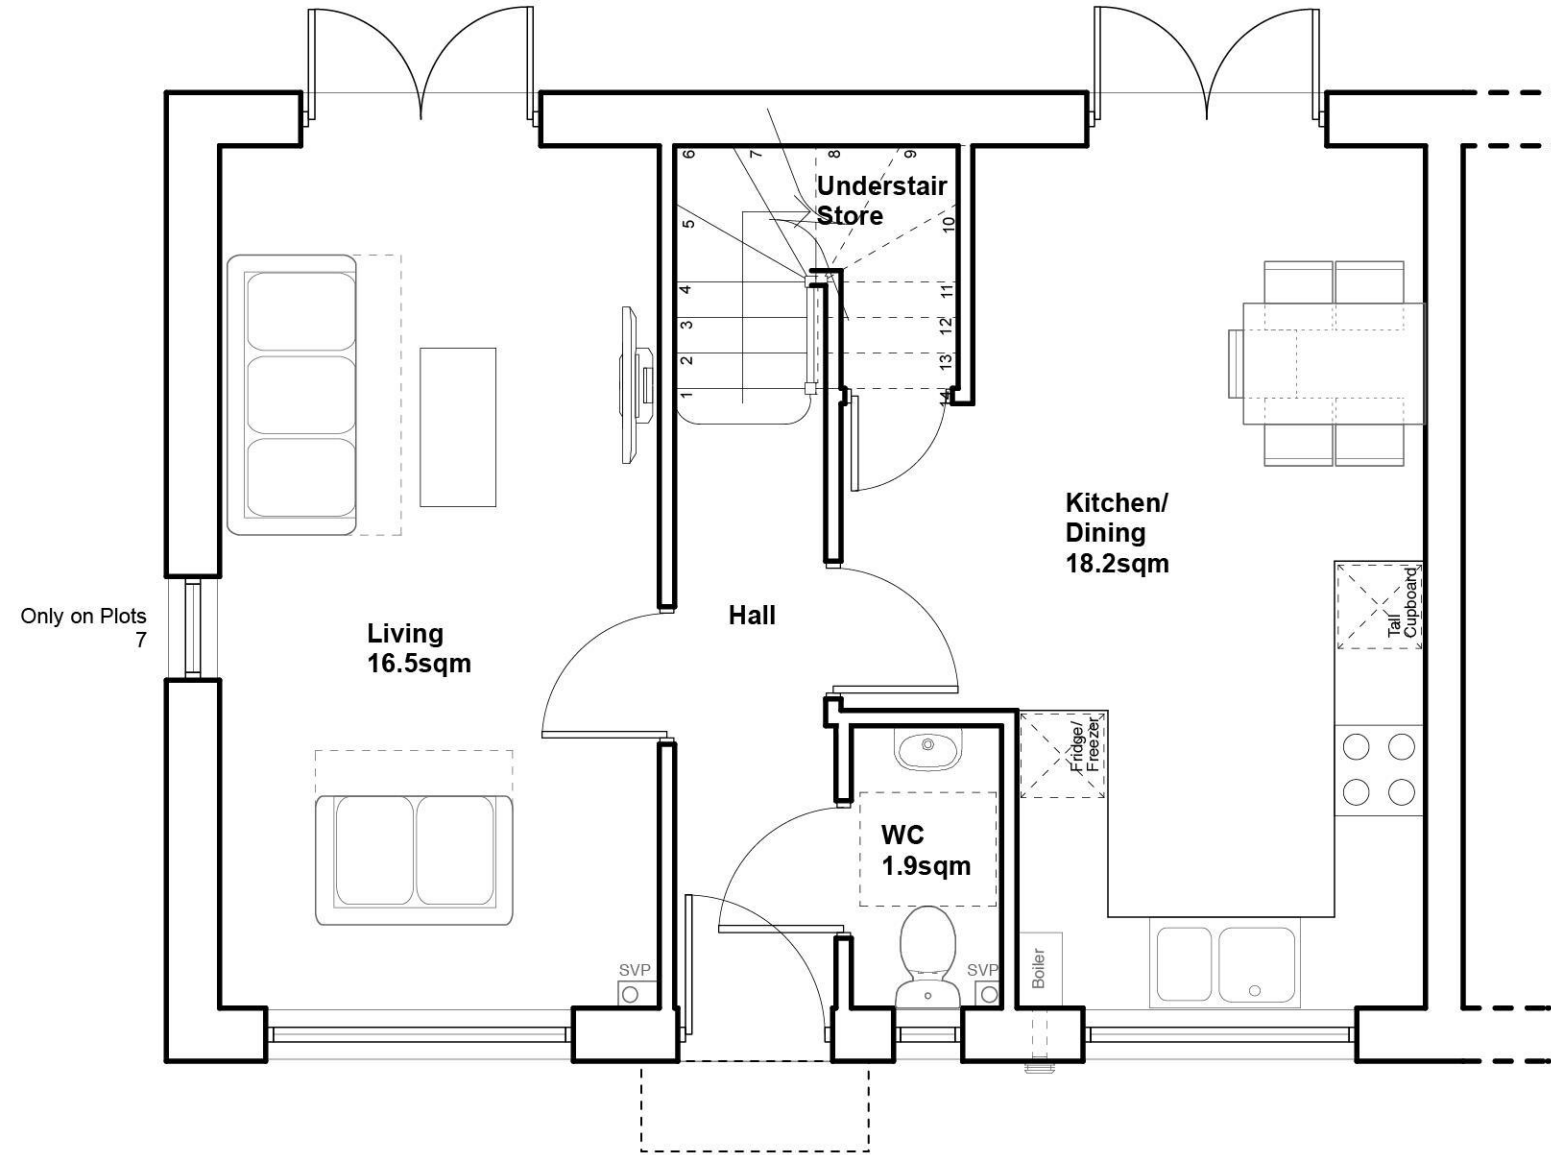 6
7
8
9
Understair
Store
5
10
4
11
3
12
2
13
1
14
Kitchen/
Dining
18.2sqm
Only on Plots
7
Living
16.5sqm
Hall
Tall
Cupboard
Fridge/
Freezer
WC
1.9sqm
SVP
SVP
Boiler